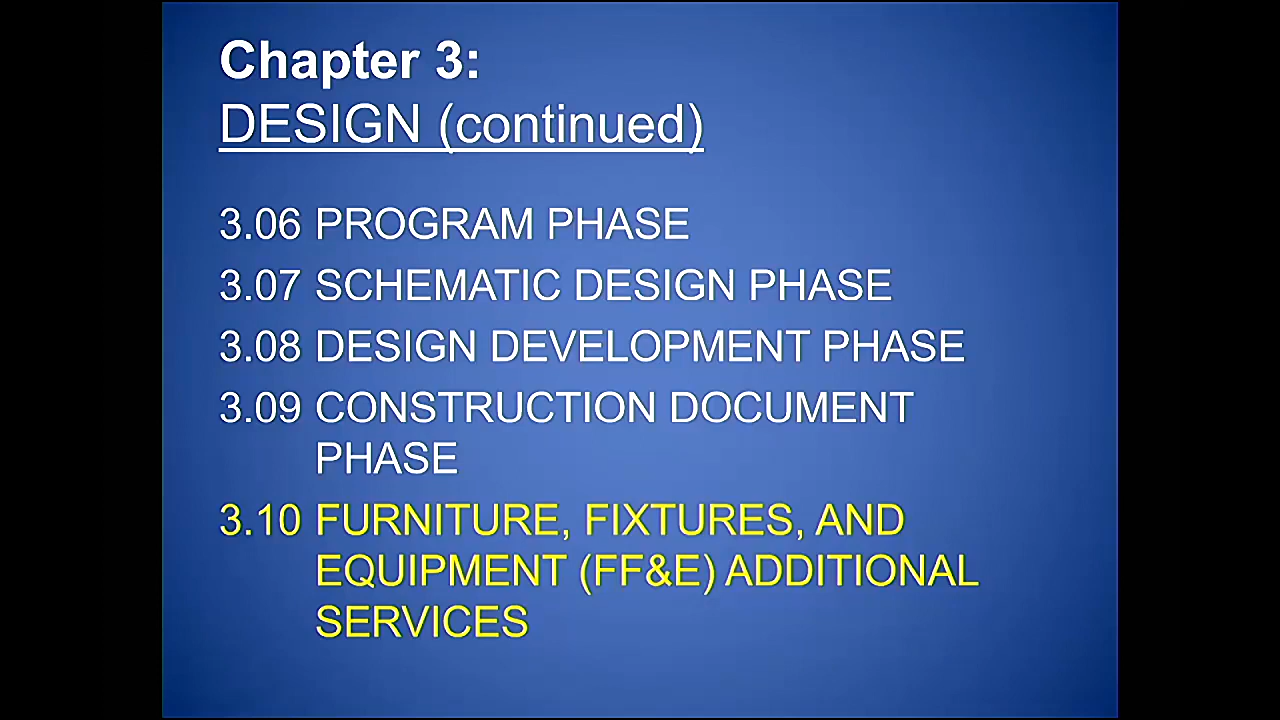 Chapter 3:
DESIGN (continued)
3.06 PROGRAM PHASE
3.07 SCHEMATIC DESIGN PHASE
3.08 DESIGN DEVELOPMENT PHASE
3.09 CONSTRUCTION DOCUMENT
PHASE
3.10 FURNITURE, FIXTURES, AND
EQUIPMENT (FF&E) ADDITIONAL
SERVICES